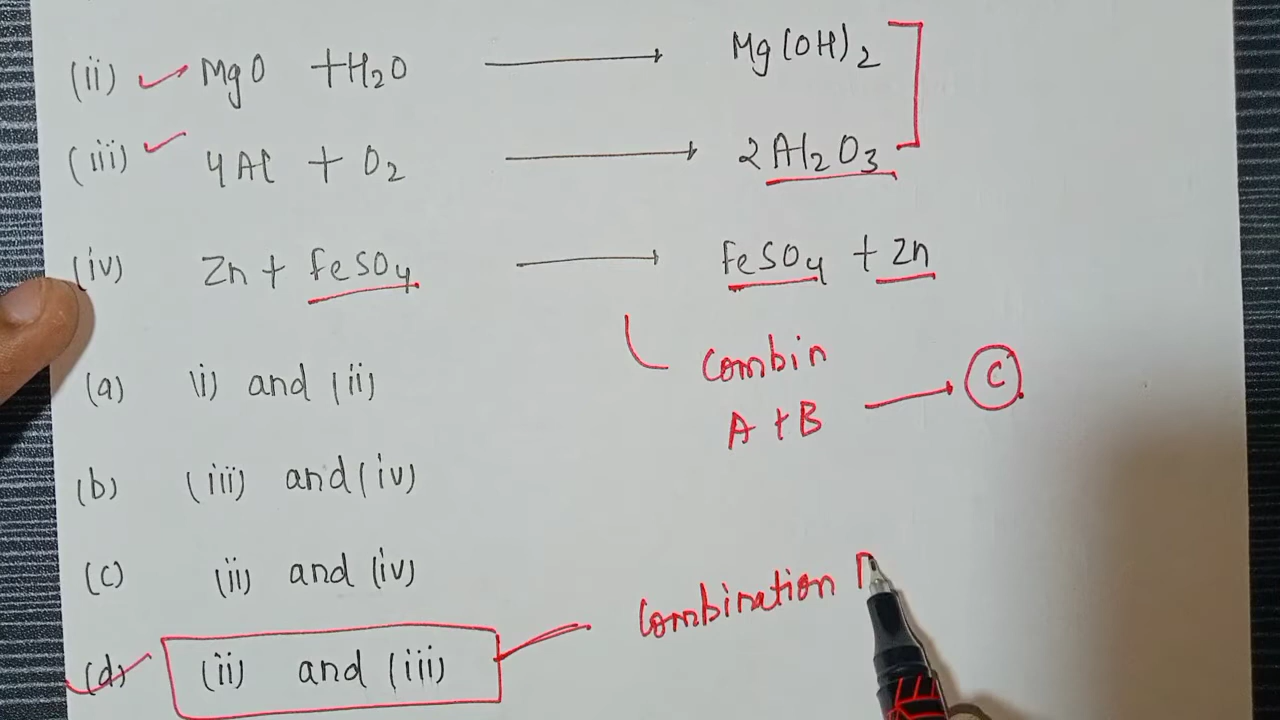 (ii) MgO + H2O ⟶ Mg(OH)2
(iii) 4Al + O2 ⟶ 2Al2O3
(iv) Zn + FeSO4 ⟶ FeSO4 + Zn
Combin
A + B ⟶ C
(a) (i) and (ii)
(b) (iii) and (iv)
(c) (ii) and (iv)
(d) (ii) and (iii)
Combination